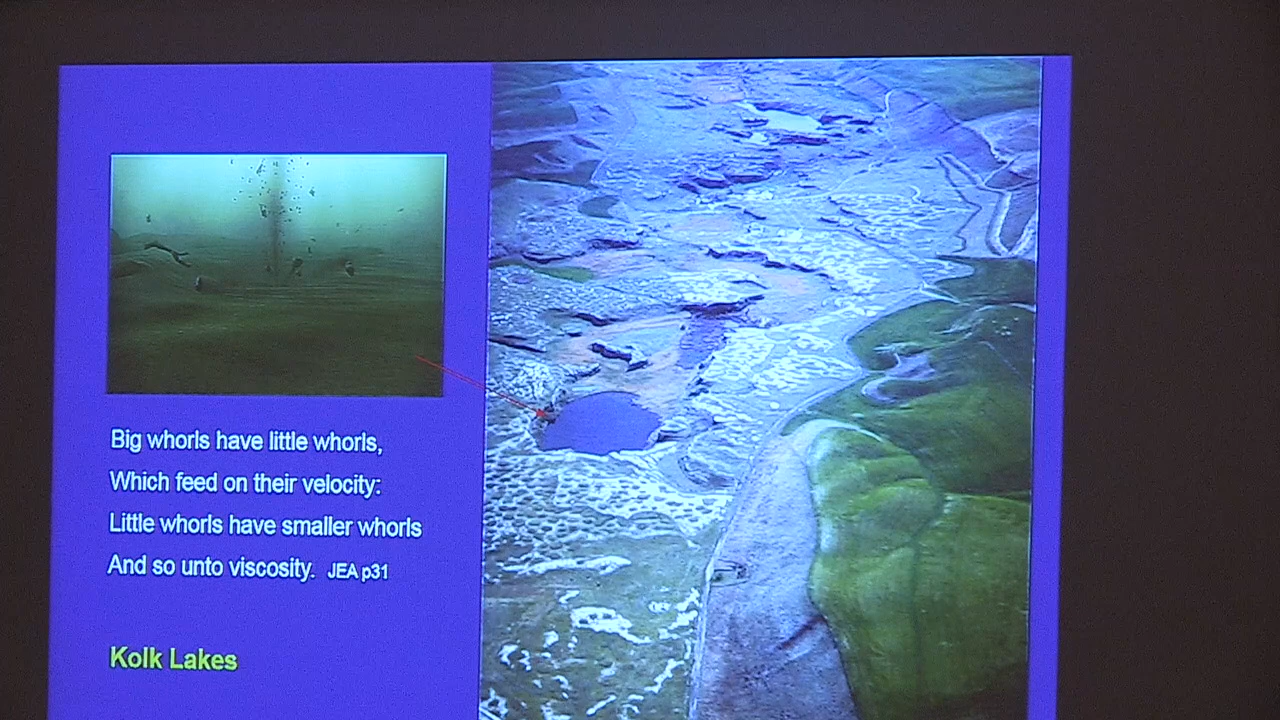 Big whorls have little whorls,
Which feed on their velocity:
Little whorls have smaller whorls
And so unto viscosity. JEA p31
Kolk Lakes